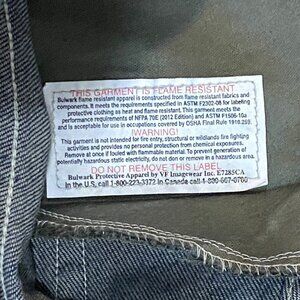 THIS GARMENT IS FLAME RESISTANT
Bulwark flame resistant apparel is constructed from flame resistant fabrics and
components. It meets the requirements specified in ASTM F2302-08 for labeling
protective clothing as heat and flame resistant. This garment meets the
performance requirements of NFPA 70E (2012 Edition) and ASTM F1506-10a
and is acceptable for use in occupations covered by OSHA Final Rule 1910.269.
WARNING!
This garment is not intended for fire entry, structural or wildlands fire fighting
activities, and provides no protection from chemical exposures.
Remove at once if fouled with flammable material. To prevent generation of
potentially hazardous static electricity, do not don or remove in a hazardous area.
DO NOT REMOVE THIS LABEL
Bulwark Protective Apparel by VF Imagewear Inc. E7285CA
In the U.S. call 1-800-223-3372 in Canada call 1-800-667-0700